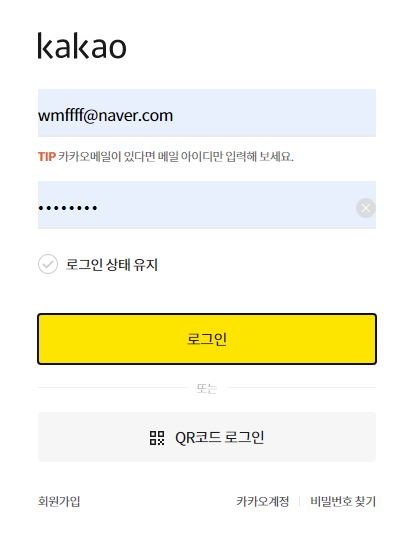 kakao
wmffff@naver.com
TIP 카카오메일이 있다면 메일 아이디만 입력해 보세요.
••••••••
로그인 상태 유지
로그인
또는
QR코드 로그인
회원가입 카카오계정 | 비밀번호 찾기